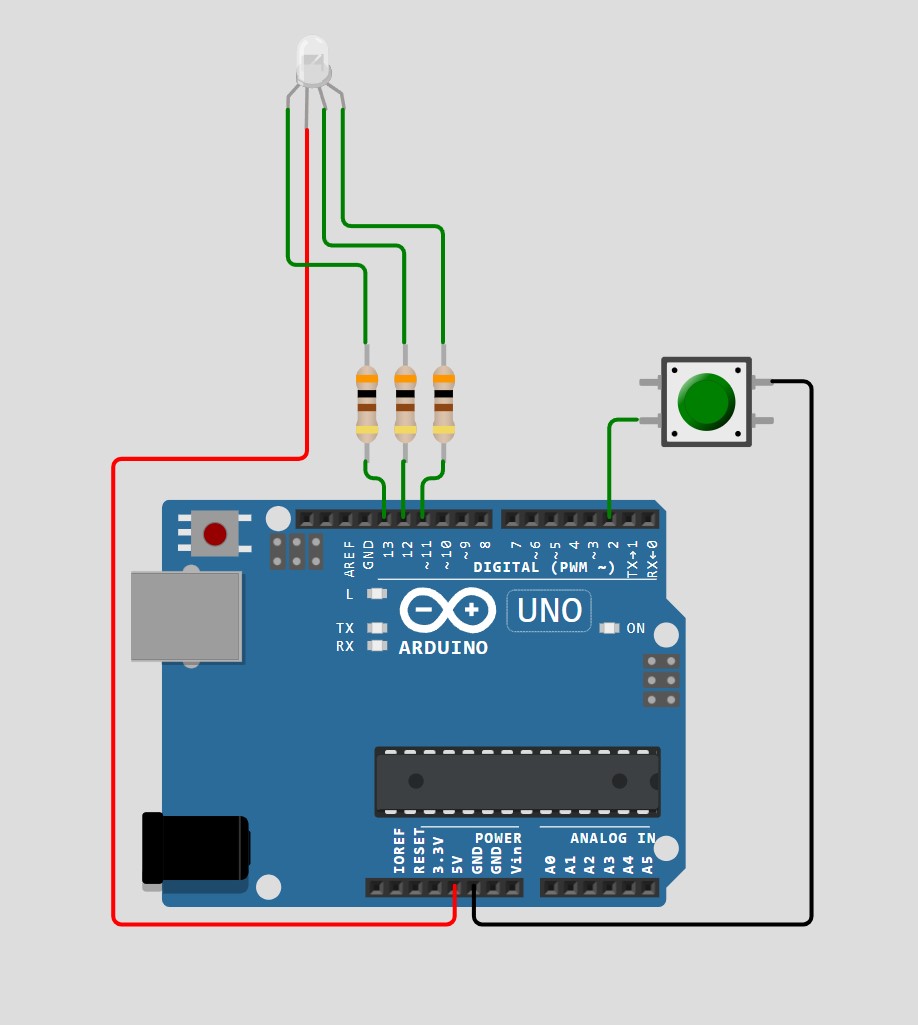 AREF
GND
13
12
~11
~10
~9
8
7
~6
~5
4
~3
2
TX→1
RX←0
DIGITAL (PWM ~)
L
TX
RX
ARDUINO
UNO
ON
POWER
ANALOG IN
IOREF
RESET
3.3V
5V
GND
GND
Vin
A0
A1
A2
A3
A4
A5